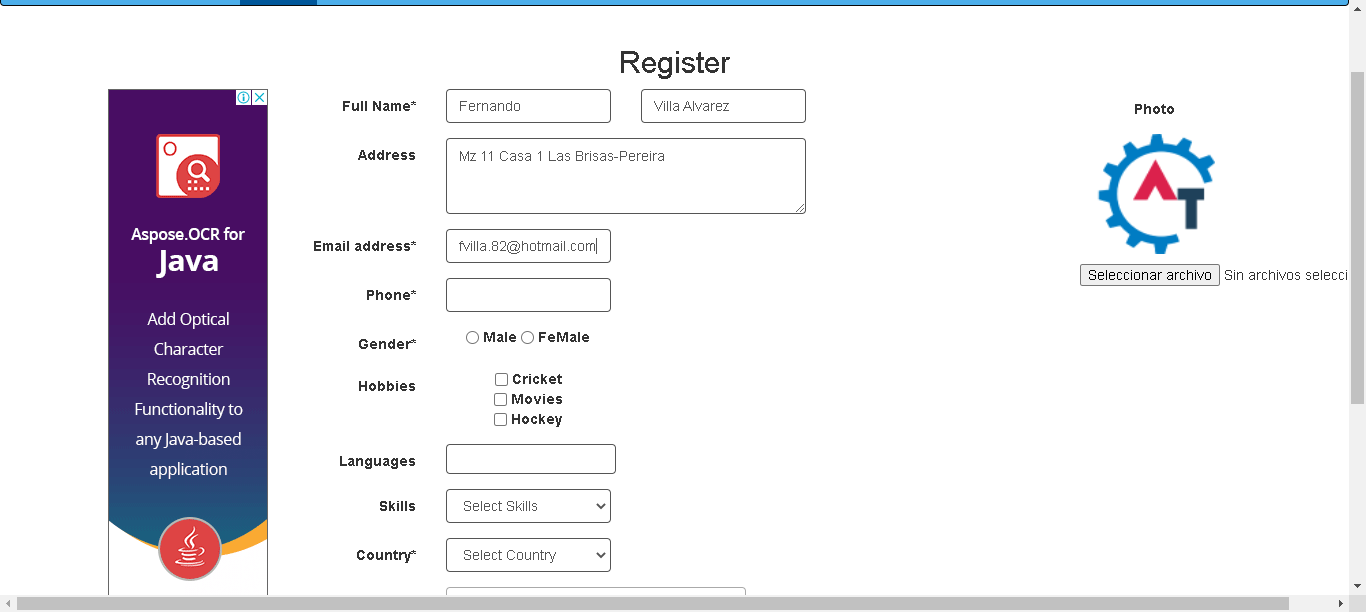 Register
Aspose.OCR for
Java
Add Optical
Character
Recognition
Functionality to
any Java-based
application
Full Name* Fernando Villa Alvarez
Address Mz 11 Casa 1 Las Brisas-Pereira
Email address* fvilla.82@hotmail.com
Phone*
Gender* Male FeMale
Hobbies Cricket
Movies
Hockey
Languages
Skills Select Skills
Country* Select Country
Photo
AT
Seleccionar archivo Sin archivos selecci